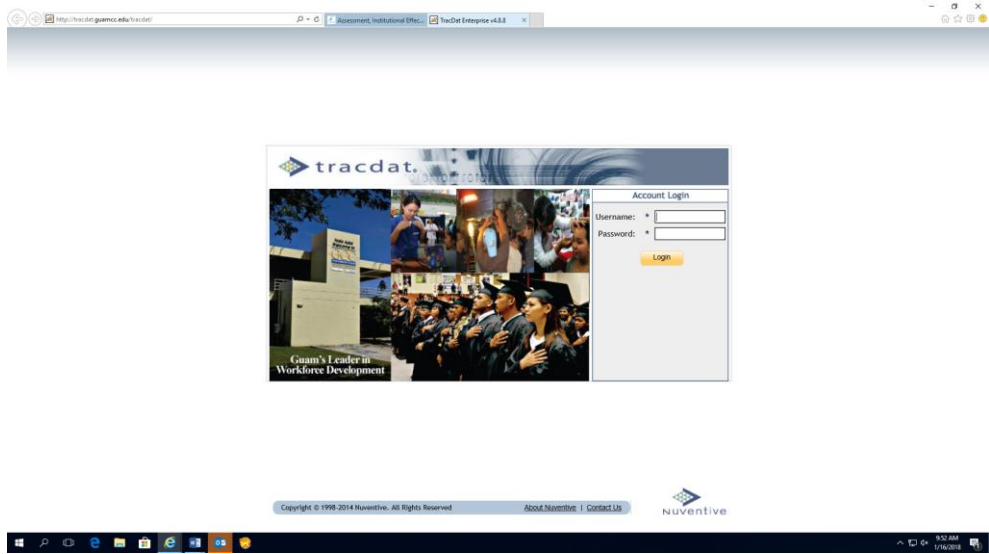 http://tracdat.guamcc.edu/tracdat/
Assessment, Institutional Effec...
TracDat Enterprise v4.8.8
tracdat.
Account Login
Username: *
Password: *
Login
Guam's Leader in
Workforce Development
Copyright © 1998-2014 Nuventive. All Rights Reserved
About Nuventive | Contact Us
nuventive
9:52 AM
1/16/2018